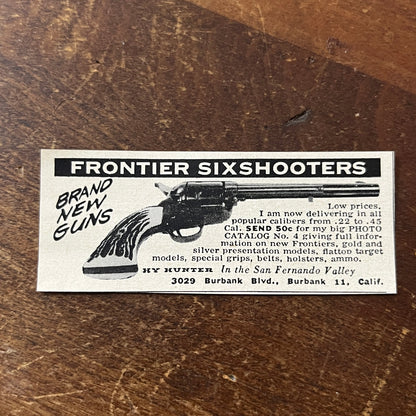 FRONTIER SIXSHOOTERS
BRAND
NEW
GUNS
Low prices.
I am now delivering in all
popular calibers from .22 to .45
Cal. SEND 50c for my big PHOTO
CATALOG No. 4 giving full infor-
mation on new Frontiers, gold and
silver presentation models, flattop target
models, special grips, belts, holsters, ammo.
HY HUNTER In the San Fernando Valley
3029 Burbank Blvd., Burbank 11, Calif.